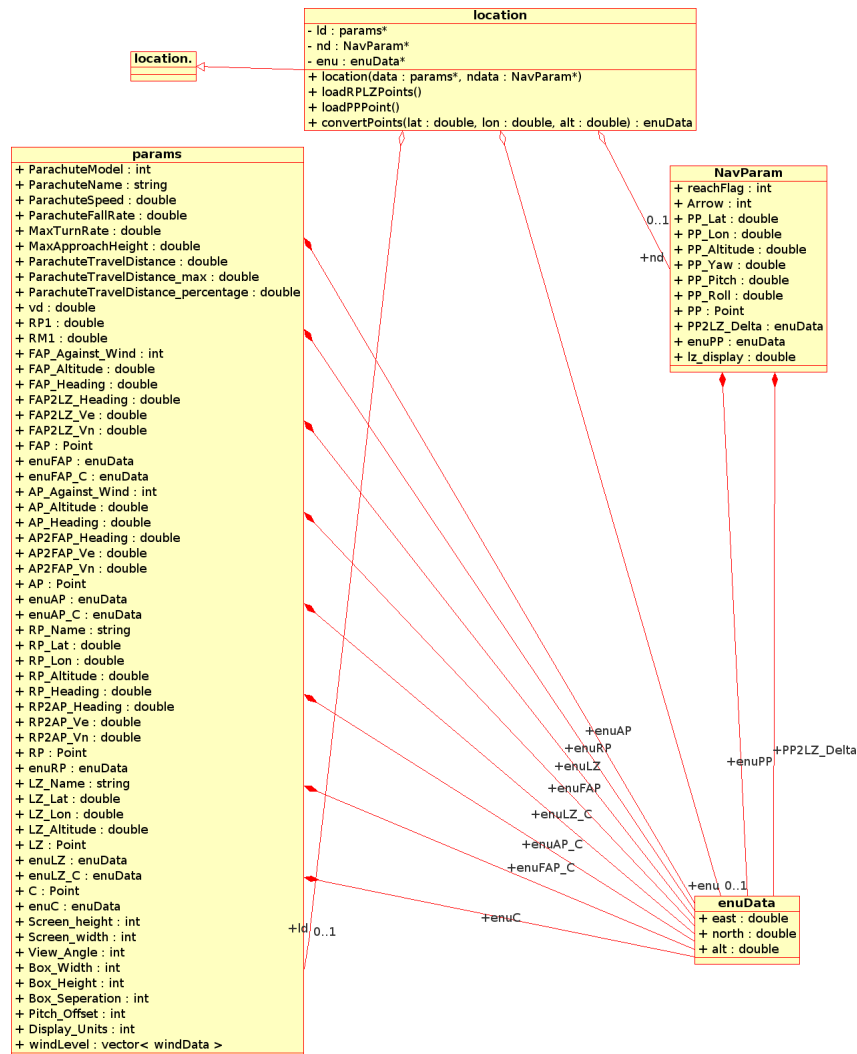 location
- ld : params*
- nd : NavParam*
- enu : enuData*
+ location(data : params*, ndata : NavParam*)
+ loadRPLZPoints()
+ loadPPPoint()
+ convertPoints(lat : double, lon : double, alt : double) : enuData
location.
params
+ ParachuteModel : int
+ ParachuteName : string
+ ParachuteSpeed : double
+ ParachuteFallRate : double
+ MaxTurnRate : double
+ MaxApproachHeight : double
+ ParachuteTravelDistance : double
+ ParachuteTravelDistance_max : double
+ ParachuteTravelDistance_percentage : double
+ vd : double
+ RP1 : double
+ RM1 : double
+ FAP_Against_Wind : int
+ FAP_Altitude : double
+ FAP_Heading : double
+ FAP2LZ_Heading : double
+ FAP2LZ_Ve : double
+ FAP2LZ_Vn : double
+ FAP : Point
+ enuFAP : enuData
+ enuFAP_C : enuData
+ AP_Against_Wind : int
+ AP_Altitude : double
+ AP_Heading : double
+ AP2FAP_Heading : double
+ AP2FAP_Ve : double
+ AP2FAP_Vn : double
+ AP : Point
+ enuAP : enuData
+ enuAP_C : enuData
+ RP_Name : string
+ RP_Lat : double
+ RP_Lon : double
+ RP_Altitude : double
+ RP_Heading : double
+ RP2AP_Heading : double
+ RP2AP_Ve : double
+ RP2AP_Vn : double
+ RP : Point
+ enuRP : enuData
+ LZ_Name : string
+ LZ_Lat : double
+ LZ_Lon : double
+ LZ_Altitude : double
+ LZ : Point
+ enuLZ : enuData
+ enuLZ_C : enuData
+ C : Point
+ enuC : enuData
+ Screen_height : int
+ Screen_width : int
+ View_Angle : int
+ Box_Width : int
+ Box_Height : int
+ Box_Seperation : int
+ Pitch_Offset : int
+ Display_Units : int
+ windLevel : vector< windData >
NavParam
+ reachFlag : int
+ Arrow : int
+ PP_Lat : double
+ PP_Lon : double
+ PP_Altitude : double
+ PP_Yaw : double
+ PP_Pitch : double
+ PP_Roll : double
+ PP : Point
+ PP2LZ_Delta : enuData
+ enuPP : enuData
+ lz_display : double
0..1
+nd
+enuAP
+enuRP
+enuLZ
+enuFAP
+enuLZ_C
+enuAP_C
+enuFAP_C
+enuC
+PP2LZ_Delta
+enuPP
+enu 0..1
+ld 0..1
enuData
+ east : double
+ north : double
+ alt : double